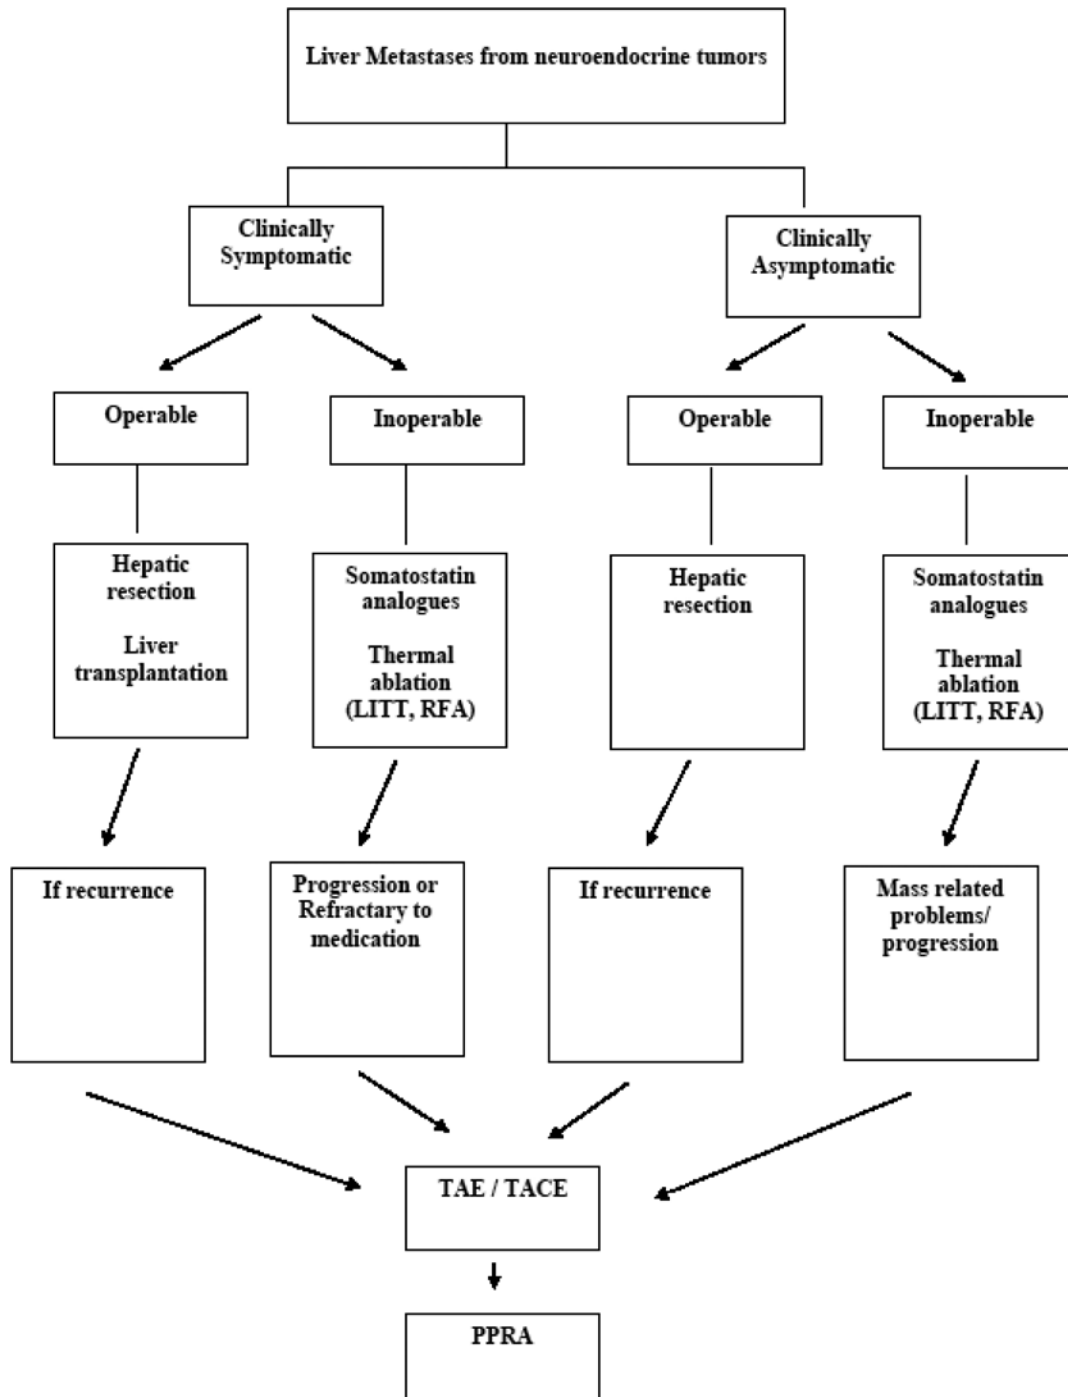 Liver Metastases from neuroendocrine tumors
Clinically
Symptomatic
Clinically
Asymptomatic
Operable
Inoperable
Operable
Inoperable
Hepatic
resection
Liver
transplantation
Somatostatin
analogues
Thermal
ablation
(LITT, RFA)
Hepatic
resection
Somatostatin
analogues
Thermal
ablation
(LITT, RFA)
If recurrence
Progression or
Refractary to
medication
If recurrence
Mass related
problems/
progression
TAE / TACE
PPRA